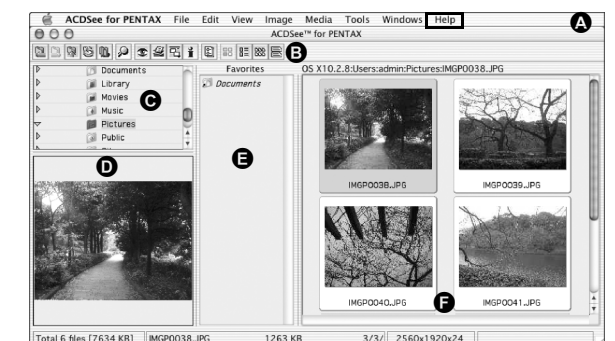 ACDSee for PENTAX File Edit View Image Media Tools Windows Help A
ACDSee™ for PENTAX
B
Favorites OS X10.2.8:Users:admin:Pictures:IMGP0038.JPG
Documents
Library
Movies
Music
Pictures
Public
C
Documents
D
E
IMGP0038.JPG IMGP0039.JPG
IMGP0040.JPG F IMGP0041.JPG
Total 6 files [7634 KB] IMGP0038.JPG 1263 KB 3/3/ 2560x1920x24